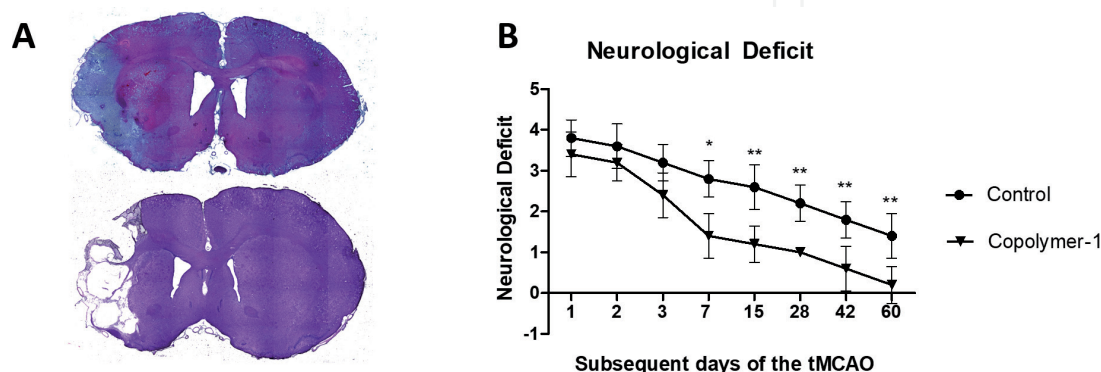 A
B
Neurological Deficit
Neurological Deficit
5
4
3
2
1
0
-1
* ** ** ** **
1 2 3 7 15 28 42 60
Subsequent days of the tMCAO
Control
Copolymer-1